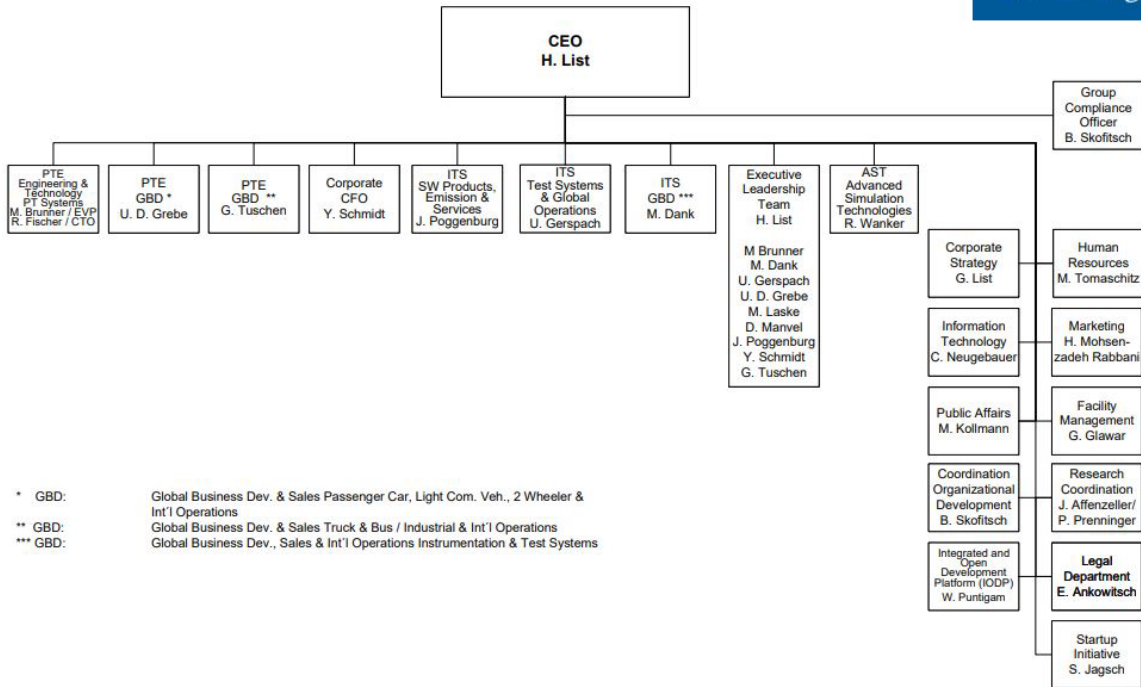 CEO
H. List
Group
Compliance
Officer
B. Skofitsch
PTE
Engineering &
Technology
PT Systems
M. Brunner / EVP
R. Fischer / CTO
PTE
GBD *
U. D. Grebe
PTE
GBD **
G. Tuschen
Corporate
CFO
Y. Schmidt
ITS
SW Products,
Emission &
Services
J. Poggenburg
ITS
Test Systems
& Global
Operations
U. Gerspach
ITS
GBD ***
M. Dank
Executive
Leadership
Team
H. List
M Brunner
M. Dank
U. Gerspach
U. D. Grebe
M. Laske
D. Manvel
J. Poggenburg
Y. Schmidt
G. Tuschen
AST
Advanced
Simulation
Technologies
R. Wanker
Corporate
Strategy
G. List
Human
Resources
M. Tomaschitz
Information
Technology
C. Neugebauer
Marketing
H. Mohsen-
zadeh Rabbani
Public Affairs
M. Kollmann
Facility
Management
G. Glawar
Coordination
Organizational
Development
B. Skofitsch
Research
Coordination
J. Affenzeller/
P. Prenninger
Integrated and
Open
Development
Platform (IODP)
W. Puntigam
Legal
Department
E. Ankowitsch
Startup
Initiative
S. Jagsch
* GBD: Global Business Dev. & Sales Passenger Car, Light Com. Veh., 2 Wheeler &
Int´l Operations
** GBD: Global Business Dev. & Sales Truck & Bus / Industrial & Int´l Operations
*** GBD: Global Business Dev., Sales & Int´l Operations Instrumentation & Test Systems